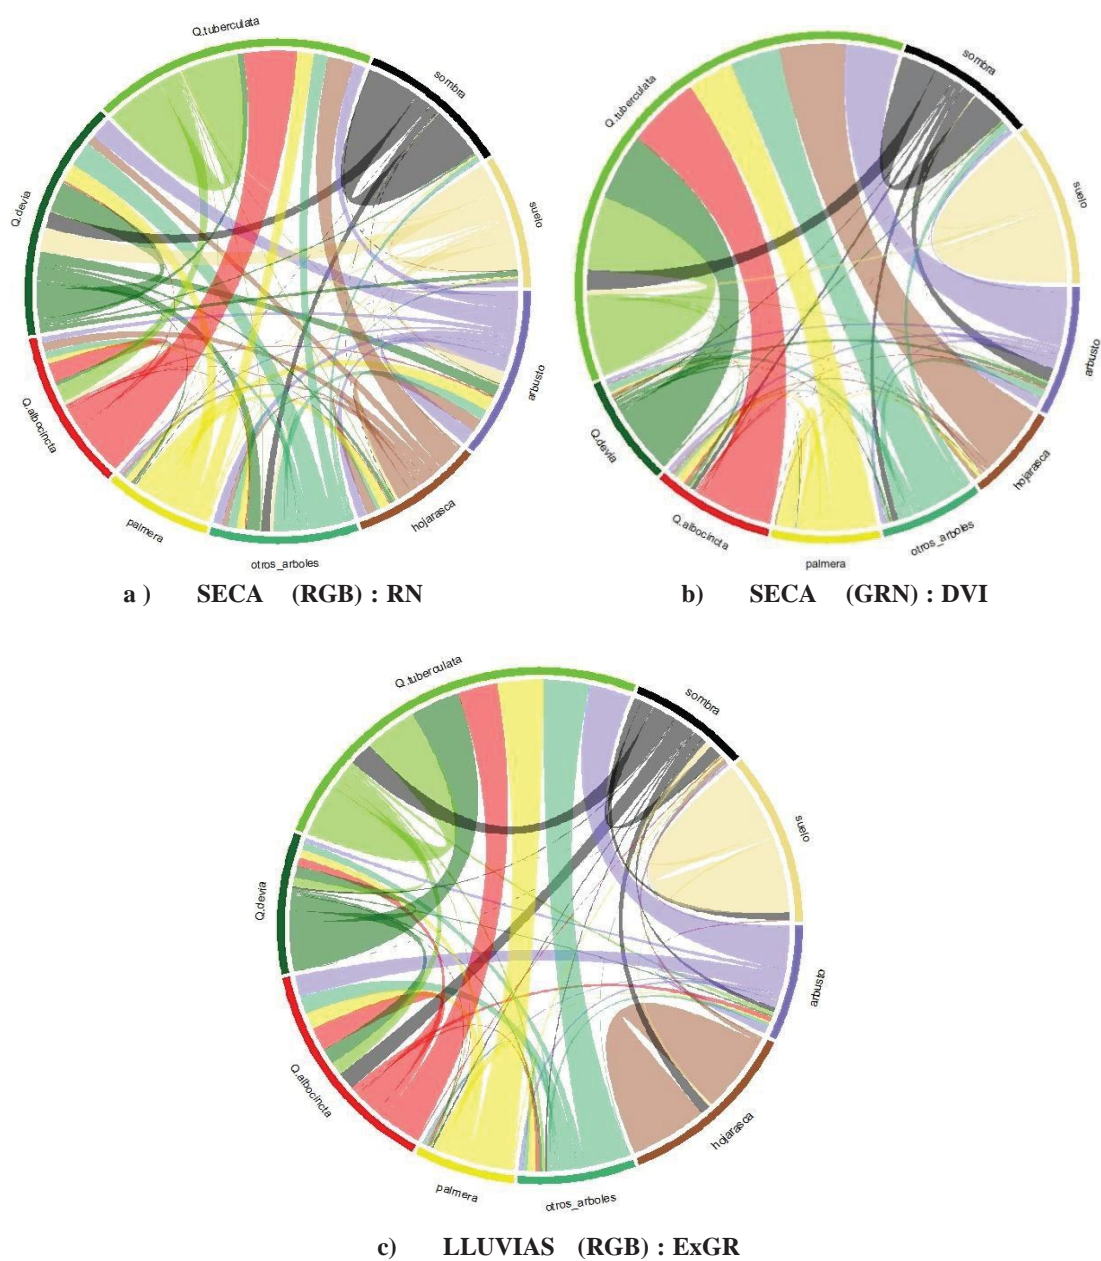 Q.tuberculata
sombra
suelo
arbusto
hojarasca
otros_arboles
palmera
Q.albocincta
Q.devia
a ) SECA (RGB) : RN
Q.tuberculata
sombra
suelo
arbusto
hojarasca
otros_arboles
palmera
Q.albocincta
Q.devia
b) SECA (GRN) : DVI
Q.tuberculata
sombra
suelo
arbusto
hojarasca
otros_arboles
palmera
Q.albocincta
Q.devia
c) LLUVIAS (RGB) : ExGR